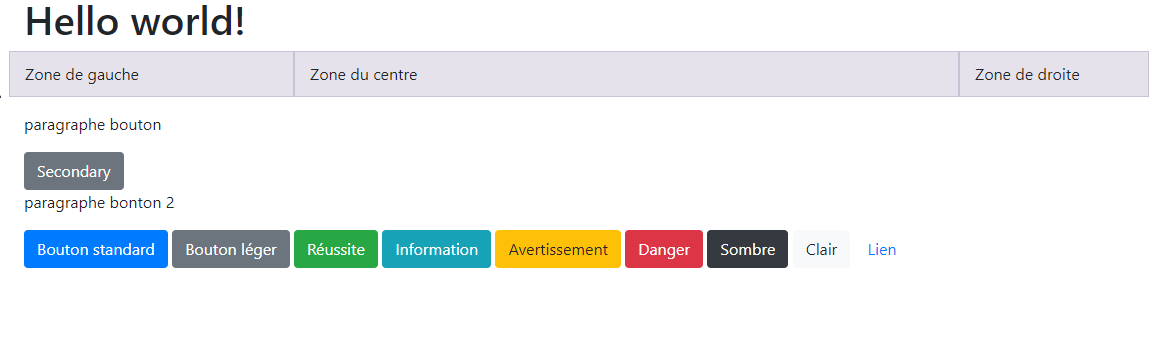 Hello world!
Zone de gauche Zone du centre Zone de droite
paragraphe bouton
Secondary
paragraphe bonton 2
Bouton standard Bouton léger Réussite Information Avertissement Danger Sombre Clair Lien